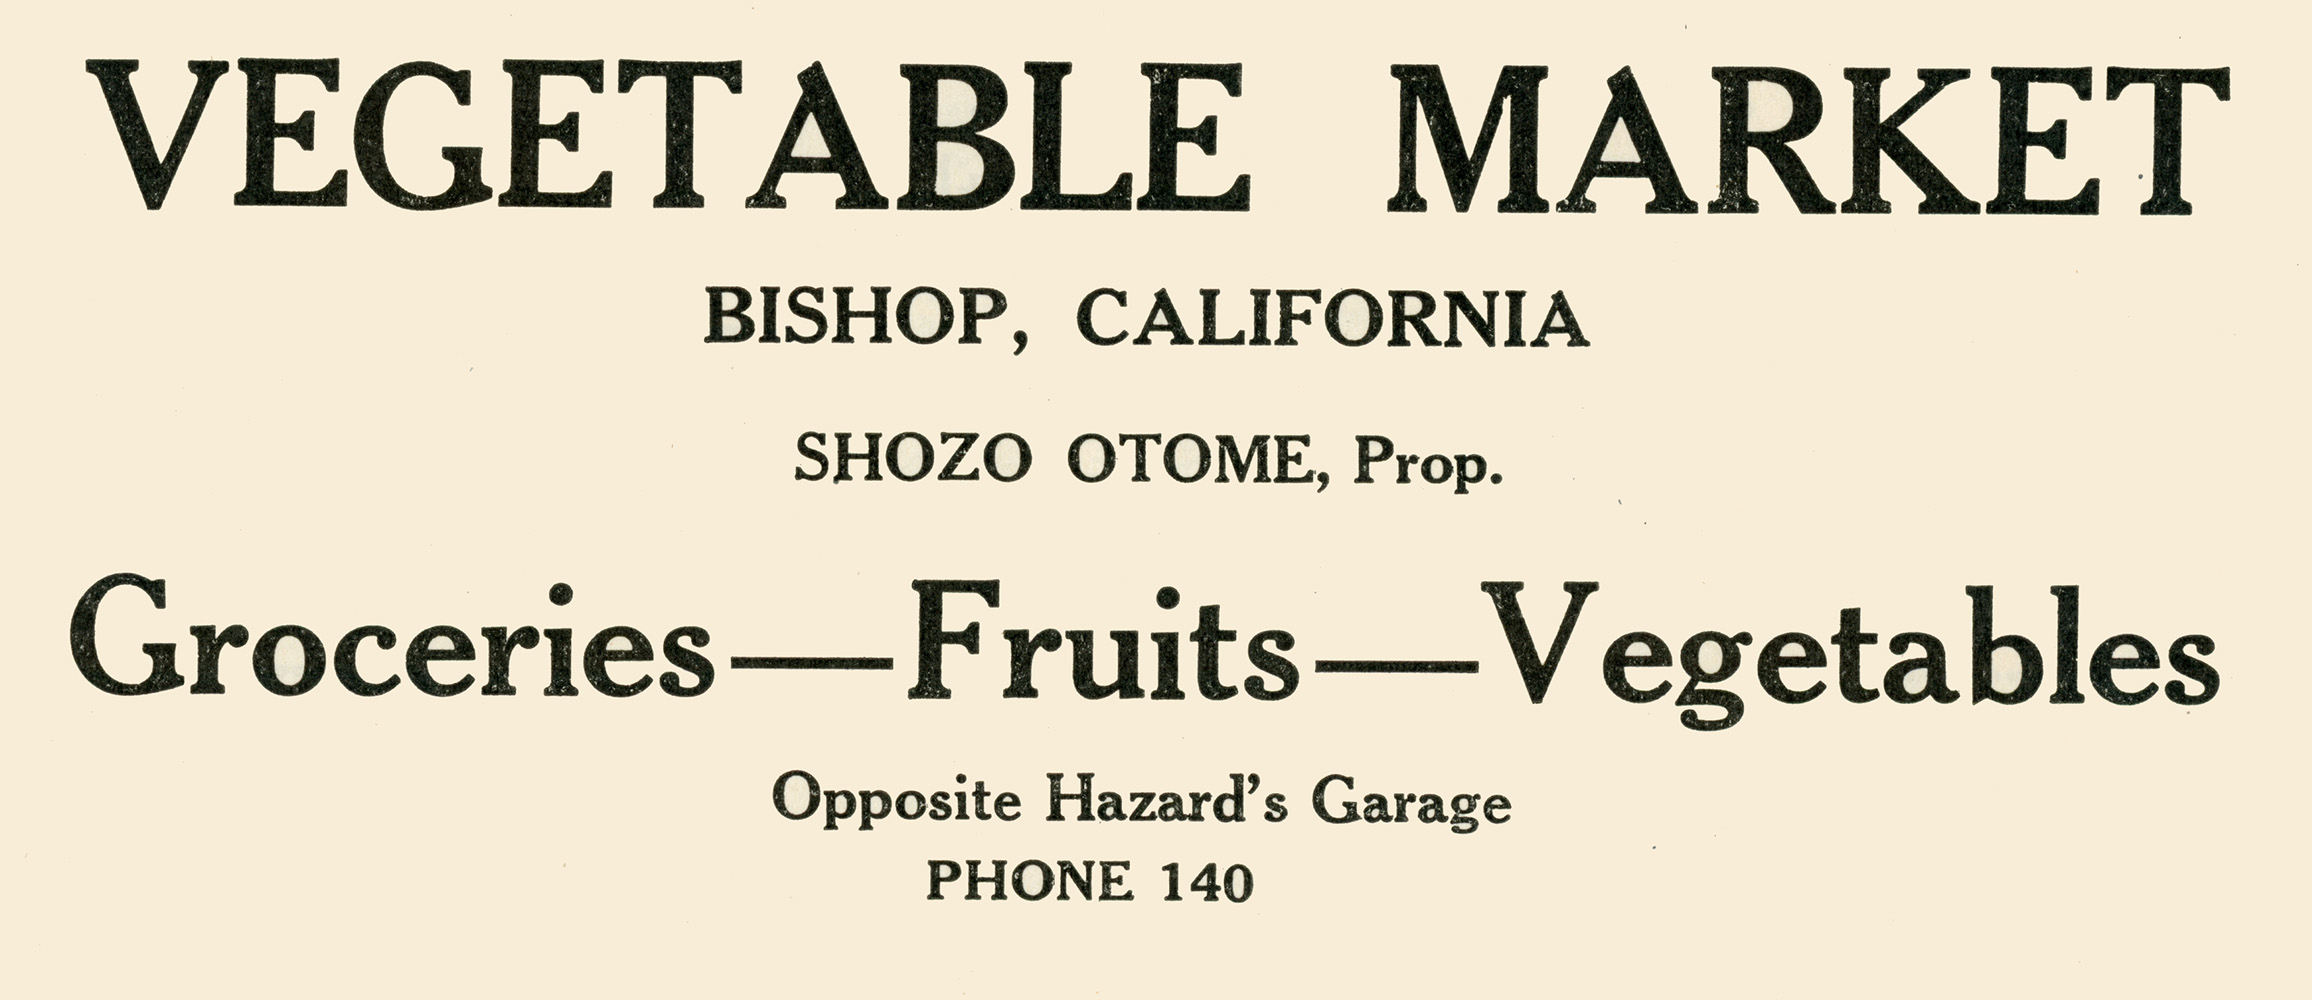 VEGETABLE MARKET
BISHOP, CALIFORNIA
SHOZO OTOME, Prop.
Groceries—Fruits—Vegetables
Opposite Hazard's Garage
PHONE 140